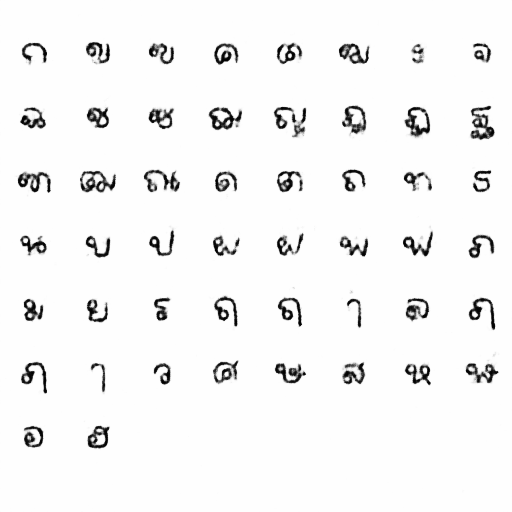 ก ข ฃ ค ฅ ฆ ง จ
ฉ ช ซ ฌ ญ ฎ ฏ ฐ
ฑ ฒ ณ ด ต ถ ท ธ
น บ ป ผ ฝ พ ฟ ภ
ม ย ร ฤ ฤ ๅ ล ฦ
ฦ ๅ ว ศ ษ ส ห ฬ
อ ฮ